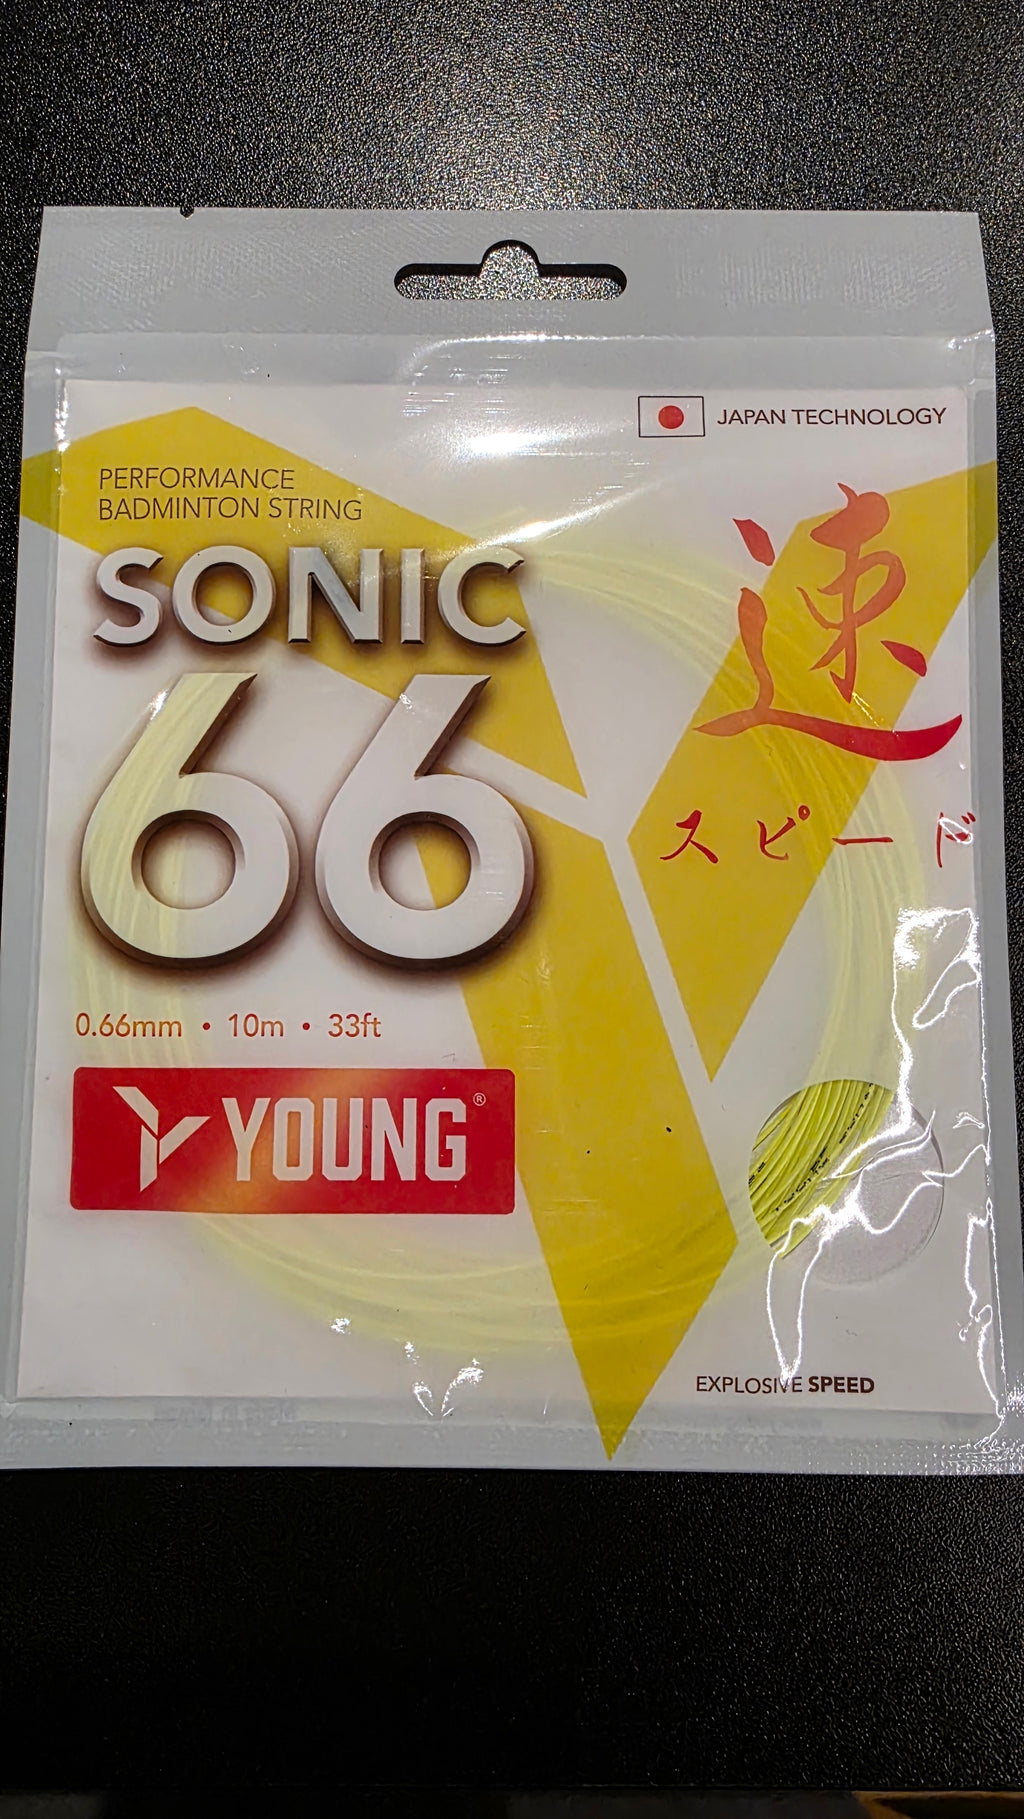 JAPAN TECHNOLOGY
PERFORMANCE
BADMINTON STRING
SONIC
66
速
スピード
0.66mm • 10m • 33ft
YOUNG®
EXPLOSIVE SPEED